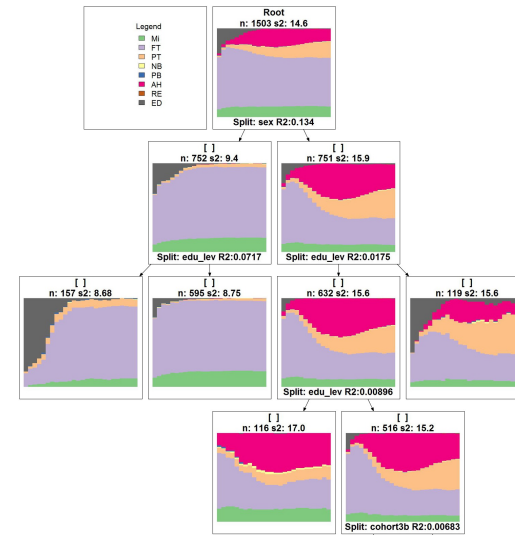 Legend
Mi
FT
PT
NB
PB
AH
RE
ED
Root
n: 1503 s2: 14.6
Split: sex R2:0.134
[ ]
n: 752 s2: 9.4
Split: edu_lev R2:0.0717
[ ]
n: 751 s2: 15.9
Split: edu_lev R2:0.0175
[ ]
n: 157 s2: 8.68
[ ]
n: 595 s2: 8.75
[ ]
n: 632 s2: 15.6
Split: edu_lev R2:0.00896
[ ]
n: 119 s2: 15.6
[ ]
n: 116 s2: 17.0
[ ]
n: 516 s2: 15.2
Split: cohort3b R2:0.00683